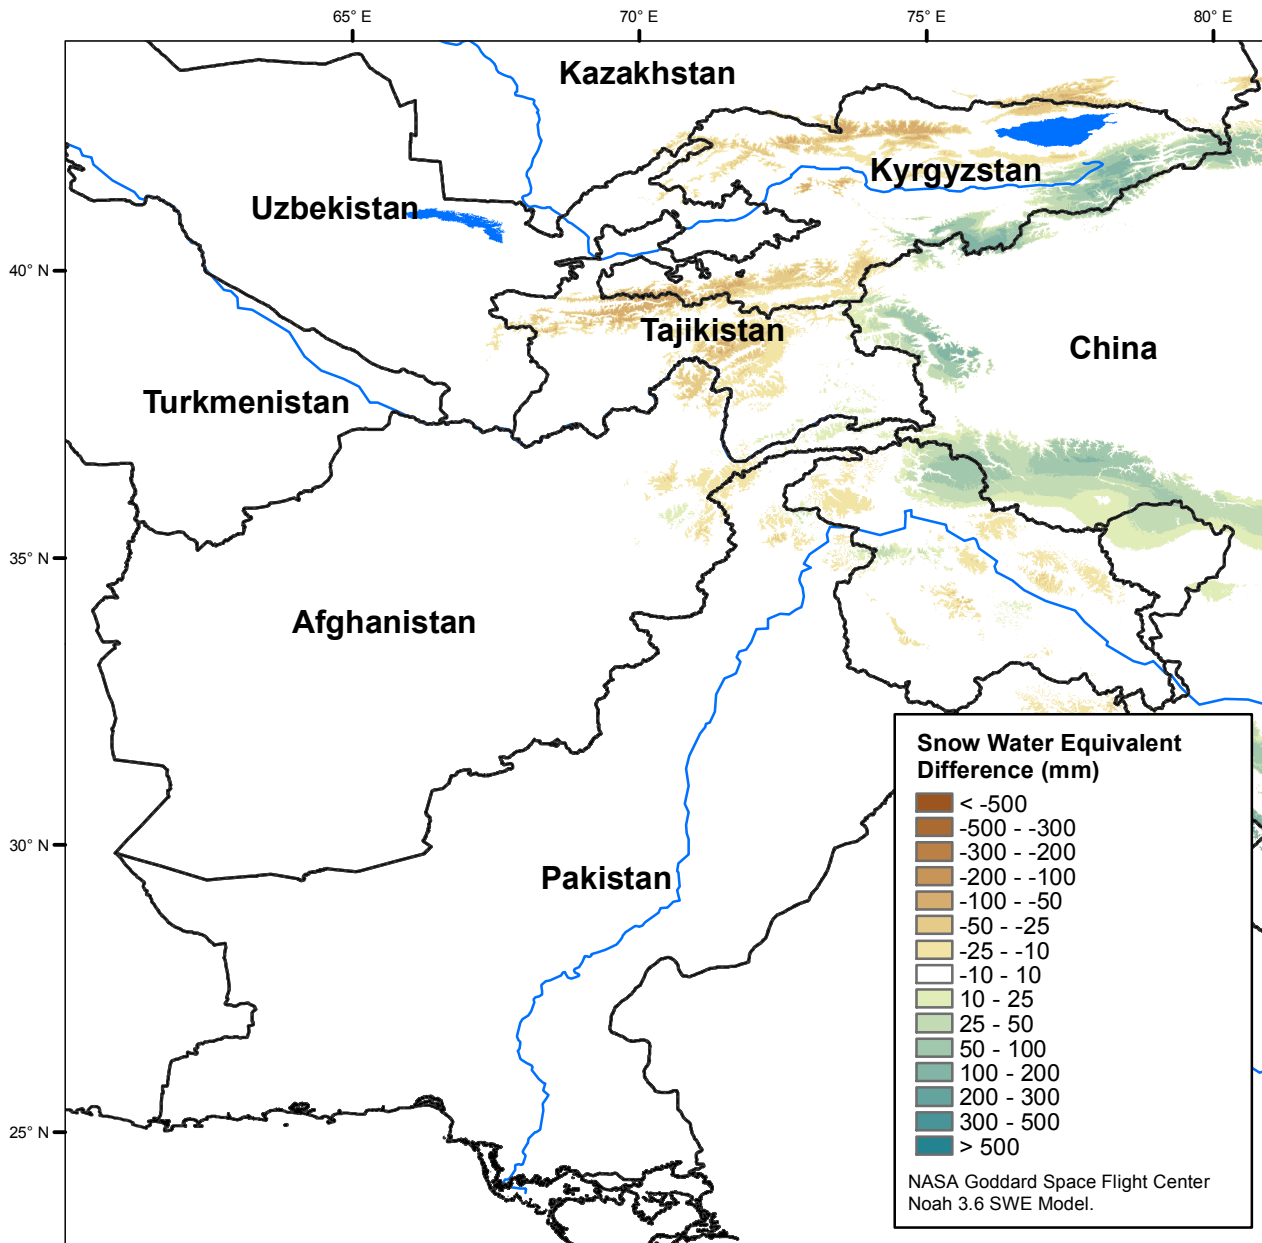 65° E
70° E
75° E
80° E
Kazakhstan
Kyrgyzstan
Uzbekistan
40° N
Tajikistan
China
Turkmenistan
35° N
Afghanistan
Snow Water Equivalent
Difference (mm)
< -500
-500 - -300
-300 - -200
-200 - -100
-100 - -50
-50 - -25
-25 - -10
-10 - 10
10 - 25
25 - 50
50 - 100
100 - 200
200 - 300
300 - 500
> 500
NASA Goddard Space Flight Center
Noah 3.6 SWE Model.
30° N
Pakistan
25° N